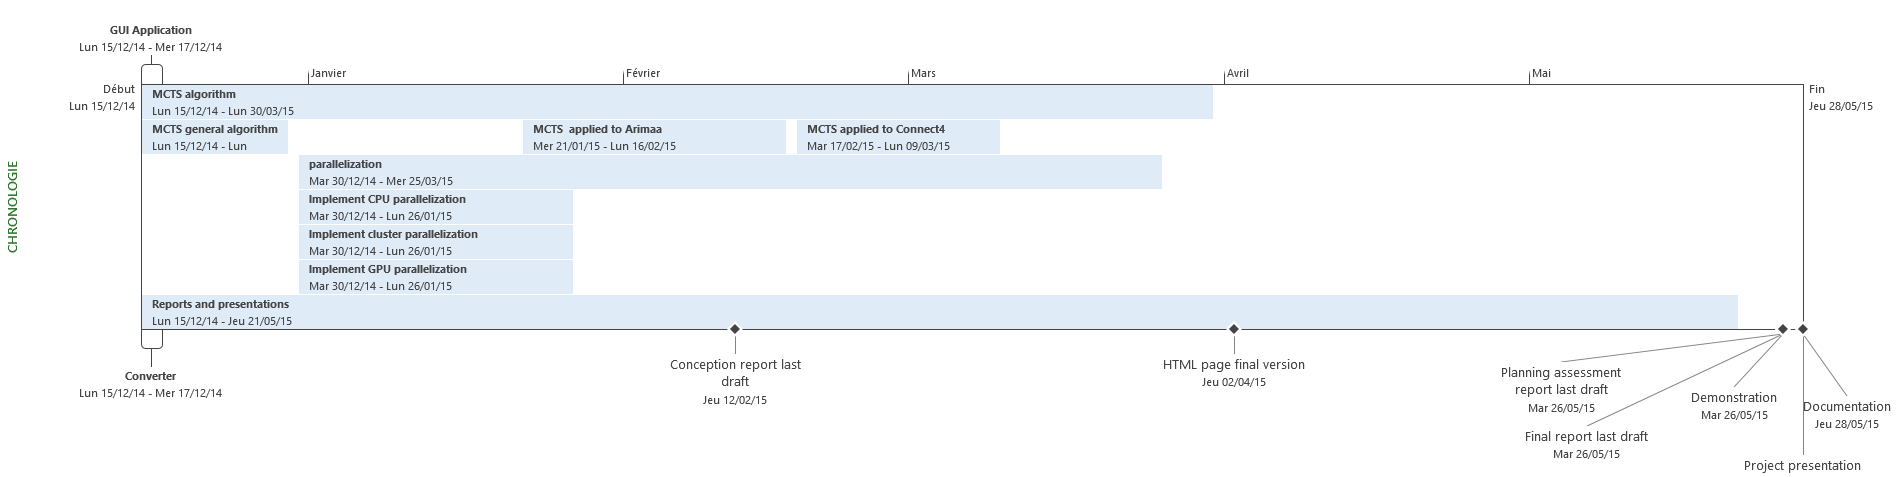 GUI Application
Lun 15/12/14 - Mer 17/12/14
Janvier
Février
Mars
Avril
Mai
Début
Lun 15/12/14
Fin
Jeu 28/05/15
MCTS algorithm
Lun 15/12/14 - Lun 30/03/15
MCTS general algorithm
Lun 15/12/14 - Lun
MCTS applied to Arimaa
Mer 21/01/15 - Lun 16/02/15
MCTS applied to Connect4
Mar 17/02/15 - Lun 09/03/15
parallelization
Mar 30/12/14 - Mer 25/03/15
Implement CPU parallelization
Mar 30/12/14 - Lun 26/01/15
Implement cluster parallelization
Mar 30/12/14 - Lun 26/01/15
Implement GPU parallelization
Mar 30/12/14 - Lun 26/01/15
Reports and presentations
Lun 15/12/14 - Jeu 21/05/15
CHRONOLOGIE
Converter
Lun 15/12/14 - Mer 17/12/14
Conception report last
draft
Jeu 12/02/15
HTML page final version
Jeu 02/04/15
Planning assessment
report last draft
Mar 26/05/15
Final report last draft
Mar 26/05/15
Demonstration
Mar 26/05/15
Documentation
Jeu 28/05/15
Project presentation